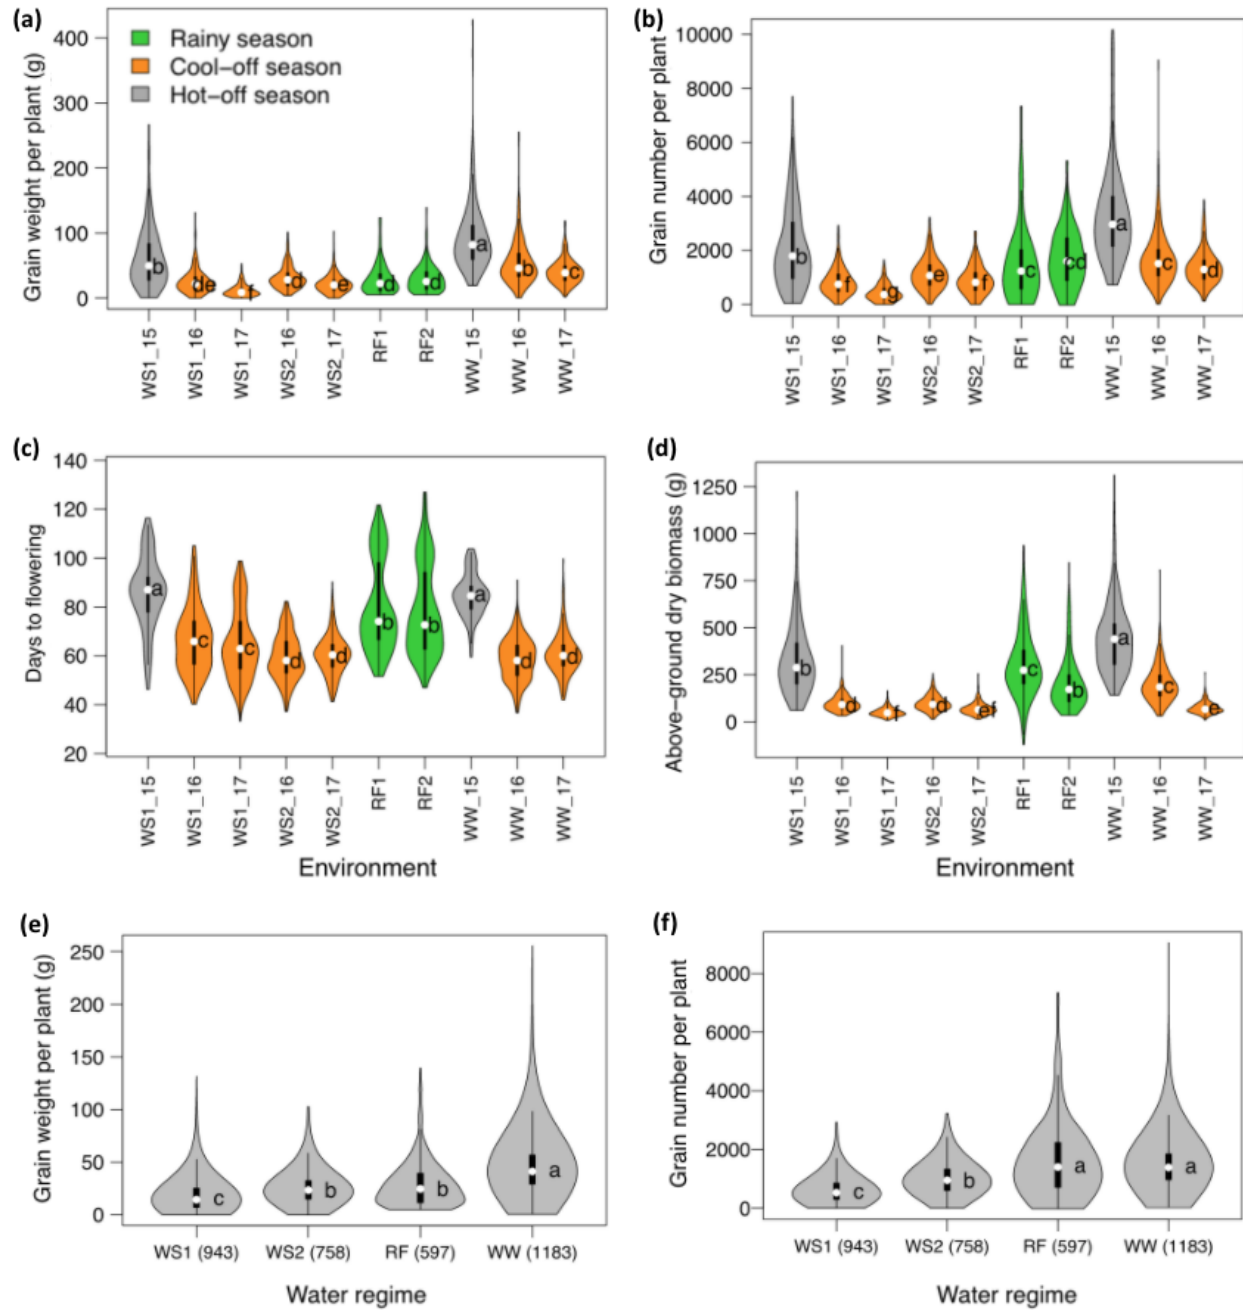 (a)
Grain weight per plant (g)
400
300
200
100
0
Rainy season
Cool-off season
Hot-off season
b
de
f
d
e
d
d
a
b
c
WS1_15
WS1_16
WS1_17
WS2_16
WS2_17
RF1
RF2
WW_15
WW_16
WW_17
(b)
Grain number per plant
10000
8000
6000
4000
2000
0
b
f
g
e
f
c
cd
a
c
d
WS1_15
WS1_16
WS1_17
WS2_16
WS2_17
RF1
RF2
WW_15
WW_16
WW_17
(c)
Days to flowering
140
120
100
80
60
40
20
a
c
c
d
d
b
b
a
d
d
WS1_15
WS1_16
WS1_17
WS2_16
WS2_17
RF1
RF2
WW_15
WW_16
WW_17
Environment
(d)
Above-ground dry biomass (g)
1250
1000
750
500
250
0
b
d
f
d
ef
c
b
a
c
e
WS1_15
WS1_16
WS1_17
WS2_16
WS2_17
RF1
RF2
WW_15
WW_16
WW_17
Environment
(e)
Grain weight per plant (g)
250
200
150
100
50
0
c
b
b
a
WS1 (943)
WS2 (758)
RF (597)
WW (1183)
Water regime
(f)
Grain number per plant
8000
6000
4000
2000
0
c
b
a
a
WS1 (943)
WS2 (758)
RF (597)
WW (1183)
Water regime